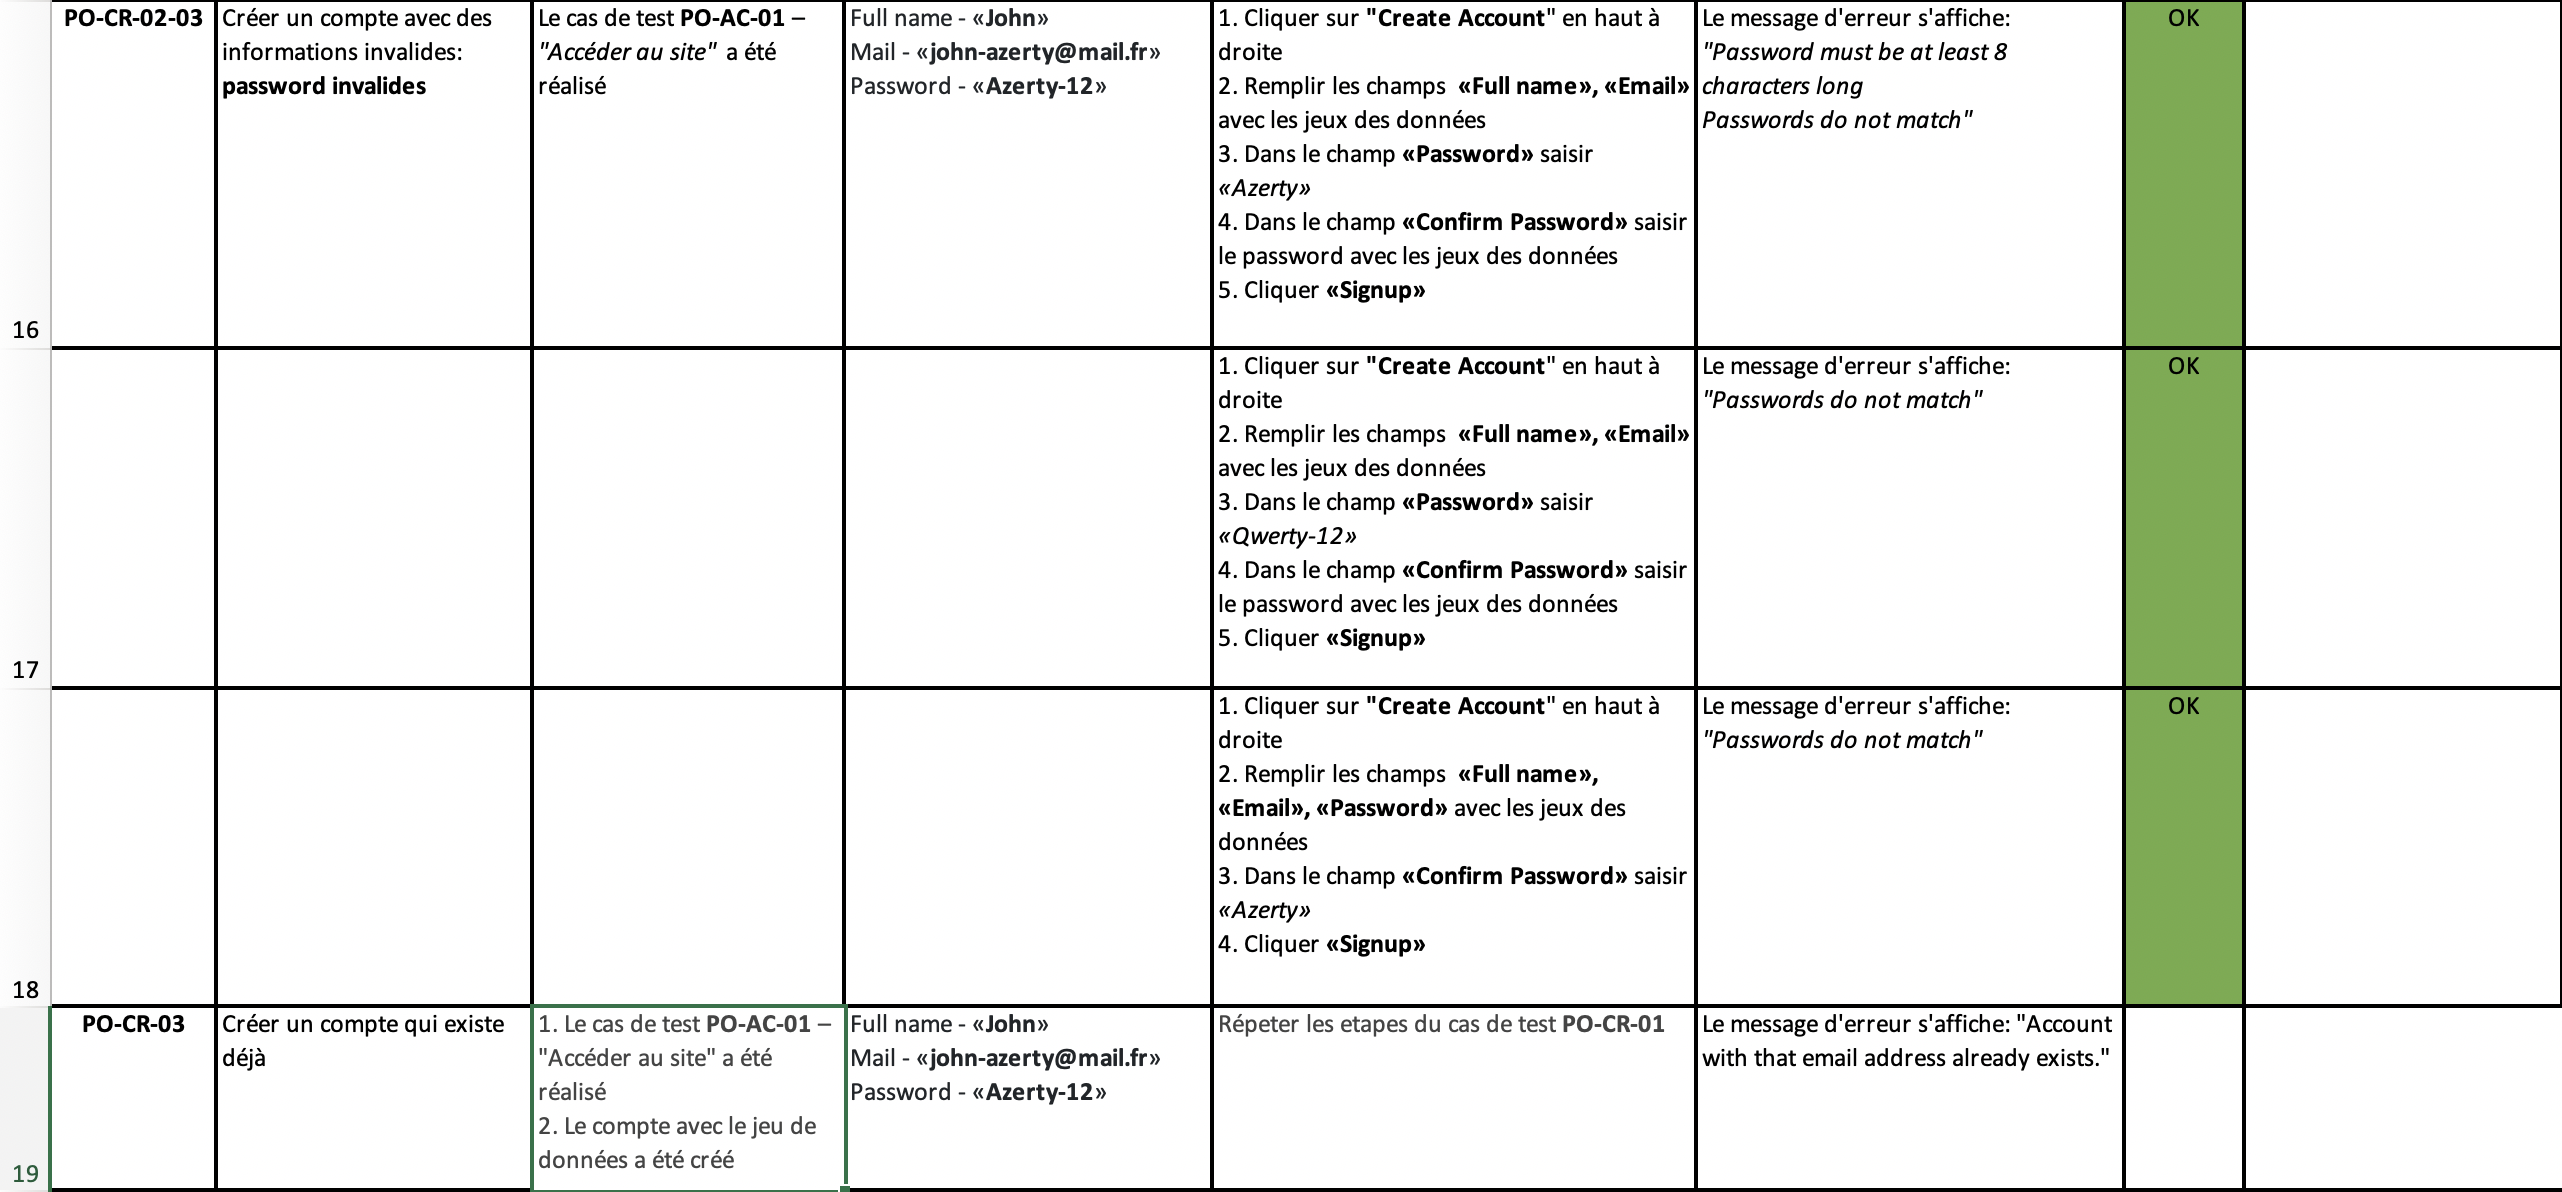 PO-CR-02-03
Créer un compte avec des
informations invalides:
password invalides
Le cas de test PO-AC-01 –
"Accéder au site" a été
réalisé
Full name - «John»
Mail - «john-azerty@mail.fr»
Password - «Azerty-12»
1. Cliquer sur "Create Account" en haut à
droite
2. Remplir les champs «Full name», «Email»
avec les jeux des données
3. Dans le champ «Password» saisir
«Azerty»
4. Dans le champ «Confirm Password» saisir
le password avec les jeux des données
5. Cliquer «Signup»
Le message d'erreur s'affiche:
"Password must be at least 8
characters long
Passwords do not match"
OK
16
1. Cliquer sur "Create Account" en haut à
droite
2. Remplir les champs «Full name», «Email»
avec les jeux des données
3. Dans le champ «Password» saisir
«Qwerty-12»
4. Dans le champ «Confirm Password» saisir
le password avec les jeux des données
5. Cliquer «Signup»
Le message d'erreur s'affiche:
"Passwords do not match"
OK
17
1. Cliquer sur "Create Account" en haut à
droite
2. Remplir les champs «Full name»,
«Email», «Password» avec les jeux des
données
3. Dans le champ «Confirm Password» saisir
«Azerty»
4. Cliquer «Signup»
Le message d'erreur s'affiche:
"Passwords do not match"
OK
18
PO-CR-03
Créer un compte qui existe
déjà
1. Le cas de test PO-AC-01 –
"Accéder au site" a été
réalisé
2. Le compte avec le jeu de
données a été créé
Full name - «John»
Mail - «john-azerty@mail.fr»
Password - «Azerty-12»
Répeter les etapes du cas de test PO-CR-01
Le message d'erreur s'affiche: "Account
with that email address already exists."
19